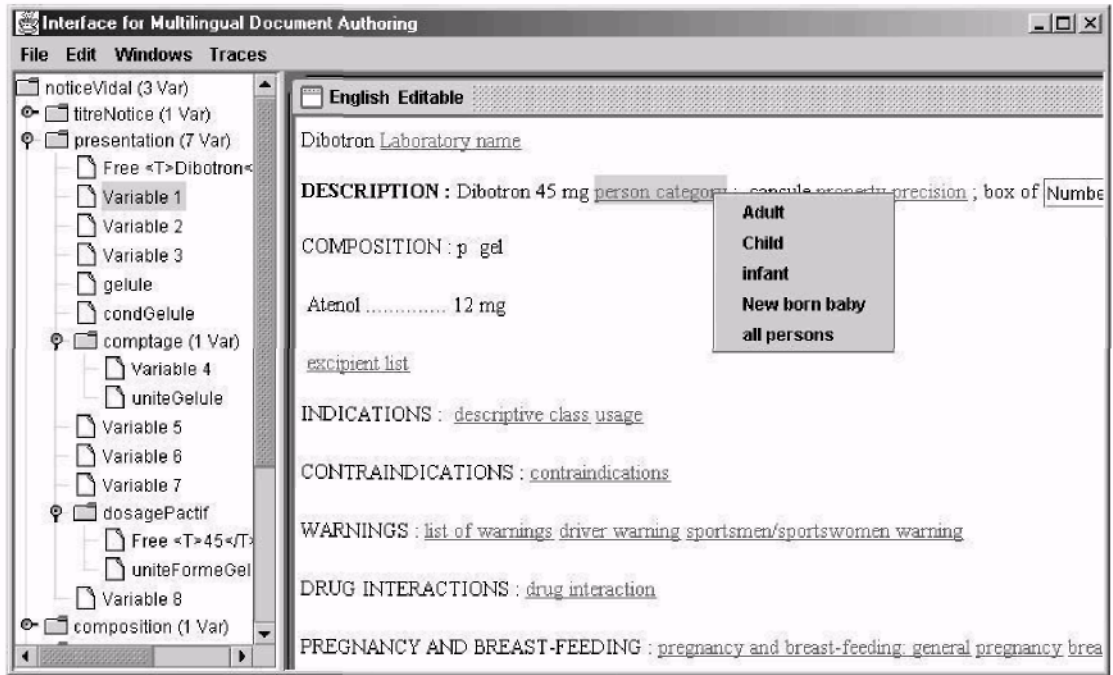 Interface for Multilingual Document Authoring
File Edit Windows Traces
noticeVidal (3 Var)
titreNotice (1 Var)
presentation (7 Var)
Free <T>Dibotron<
Variable 1
Variable 2
Variable 3
gelule
condGelule
comptage (1 Var)
Variable 4
uniteGelule
Variable 5
Variable 6
Variable 7
dosagePactif
Free <T>45</T>
uniteFormeGel
Variable 8
composition (1 Var)
English Editable
Dibotron Laboratory name
DESCRIPTION : Dibotron 45 mg person category ; capsule property precision ; box of Numbe
Adult
Child
infant
New born baby
all persons
COMPOSITION : p gel
Atenol .............. 12 mg
excipient list
INDICATIONS : descriptive class usage
CONTRAINDICATIONS : contraindications
WARNINGS : list of warnings driver warning sportsmen/sportswomen warning
DRUG INTERACTIONS : drug interaction
PREGNANCY AND BREAST-FEEDING : pregnancy and breast-feeding: general pregnancy brea